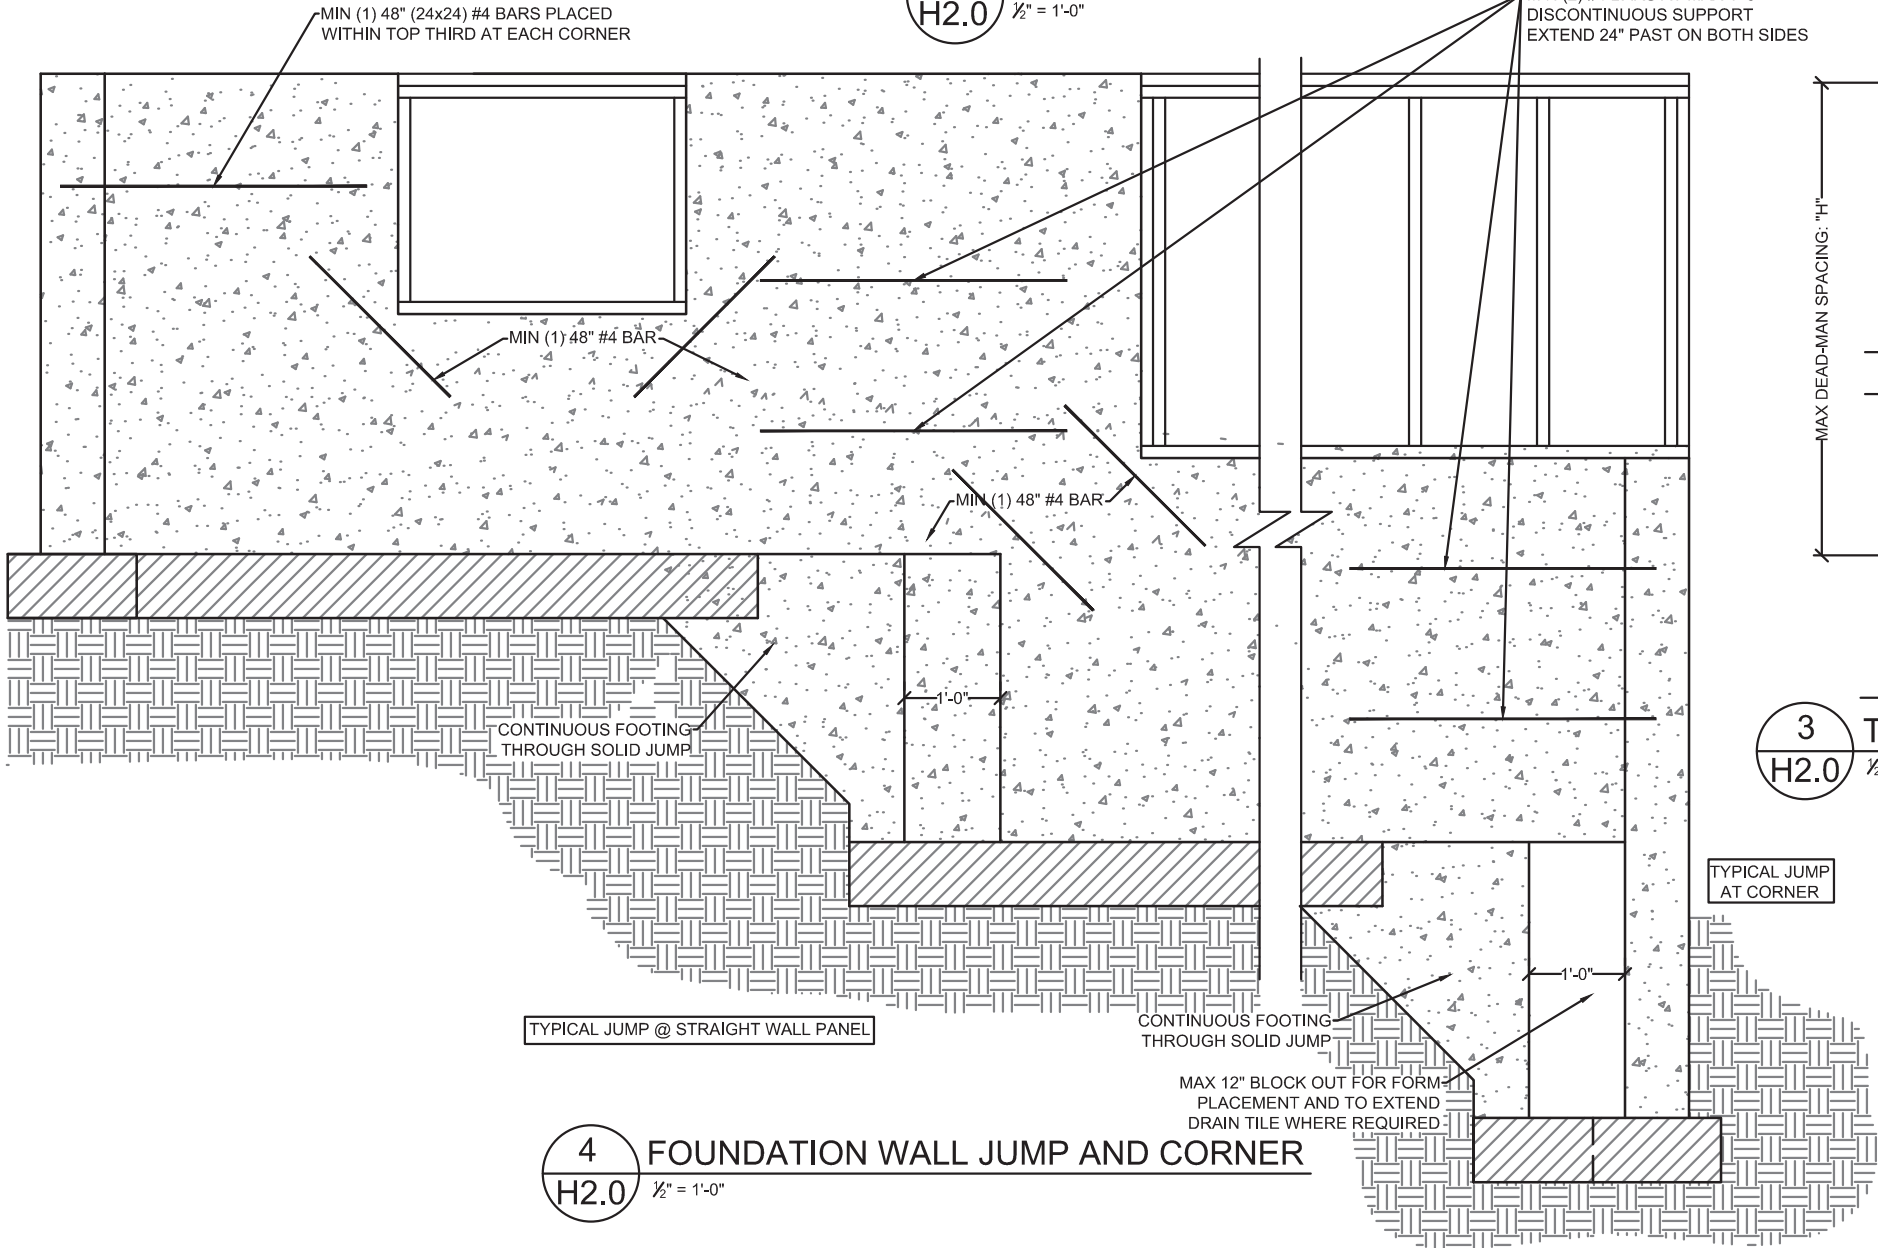 MIN (1) 48" (24x24) #4 BARS PLACED
WITHIN TOP THIRD AT EACH CORNER
H2.0
½" = 1'-0"
DISCONTINUOUS SUPPORT
EXTEND 24" PAST ON BOTH SIDES
MAX DEAD-MAN SPACING: "H"
MIN (1) 48" #4 BAR
MIN (1) 48" #4 BAR
CONTINUOUS FOOTING
THROUGH SOLID JUMP
1'-0"
3
H2.0
TYPICAL JUMP
AT CORNER
1'-0"
TYPICAL JUMP @ STRAIGHT WALL PANEL
CONTINUOUS FOOTING
THROUGH SOLID JUMP
MAX 12" BLOCK OUT FOR FORM
PLACEMENT AND TO EXTEND
DRAIN TILE WHERE REQUIRED
4
H2.0
FOUNDATION WALL JUMP AND CORNER
½" = 1'-0"